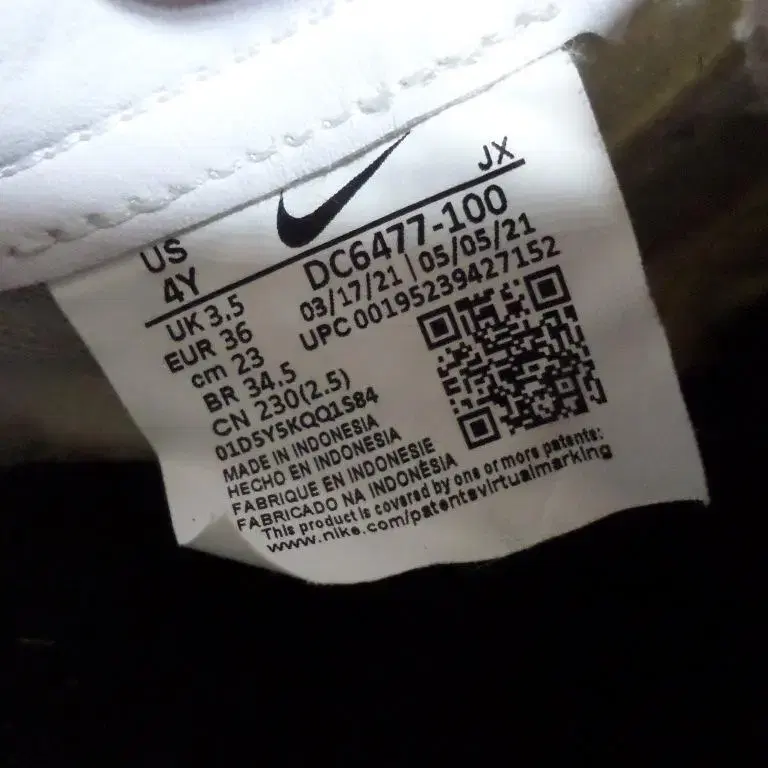 JX
US
4Y
DC6477-100
03/17/21 | 05/05/21
UPC 00195239427152
UK 3.5
EUR 36
cm 23
BR 34.5
CN 230(2.5)
01D5Y5KQQ1S84
MADE IN INDONESIA
HECHO EN INDONESIA
FABRIQUE EN INDONESIE
FABRICADO NA INDONÉSIA
This product is covered by one or more patents:
www.nike.com/patentsvirtualmarking